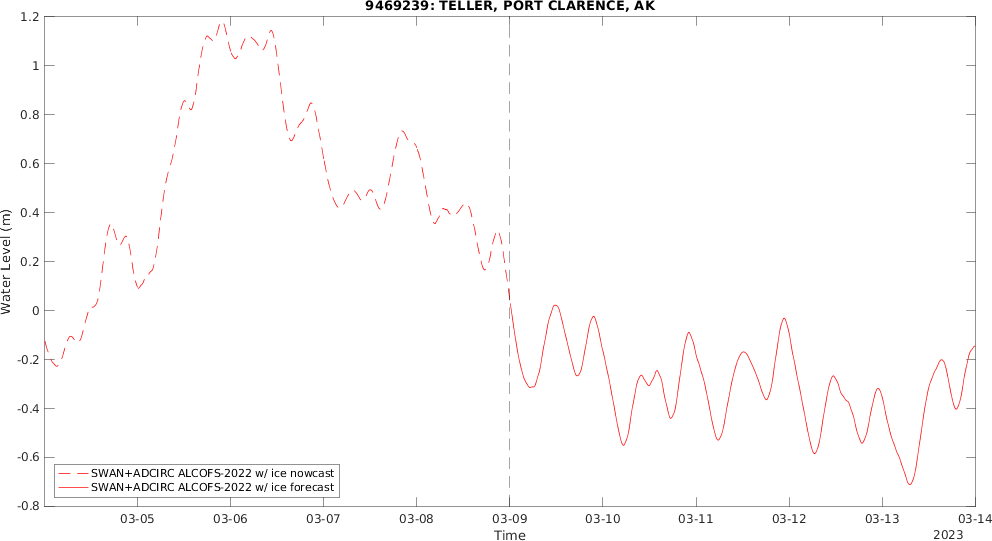 9469239: TELLER, PORT CLARENCE, AK
1.2
1
0.8
0.6
0.4
0.2
0
-0.2
-0.4
-0.6
-0.8
Water Level (m)
SWAN+ADCIRC ALCOFS-2022 w/ ice nowcast
SWAN+ADCIRC ALCOFS-2022 w/ ice forecast
03-05 03-06 03-07 03-08 03-09 03-10 03-11 03-12 03-13 03-14
Time
2023